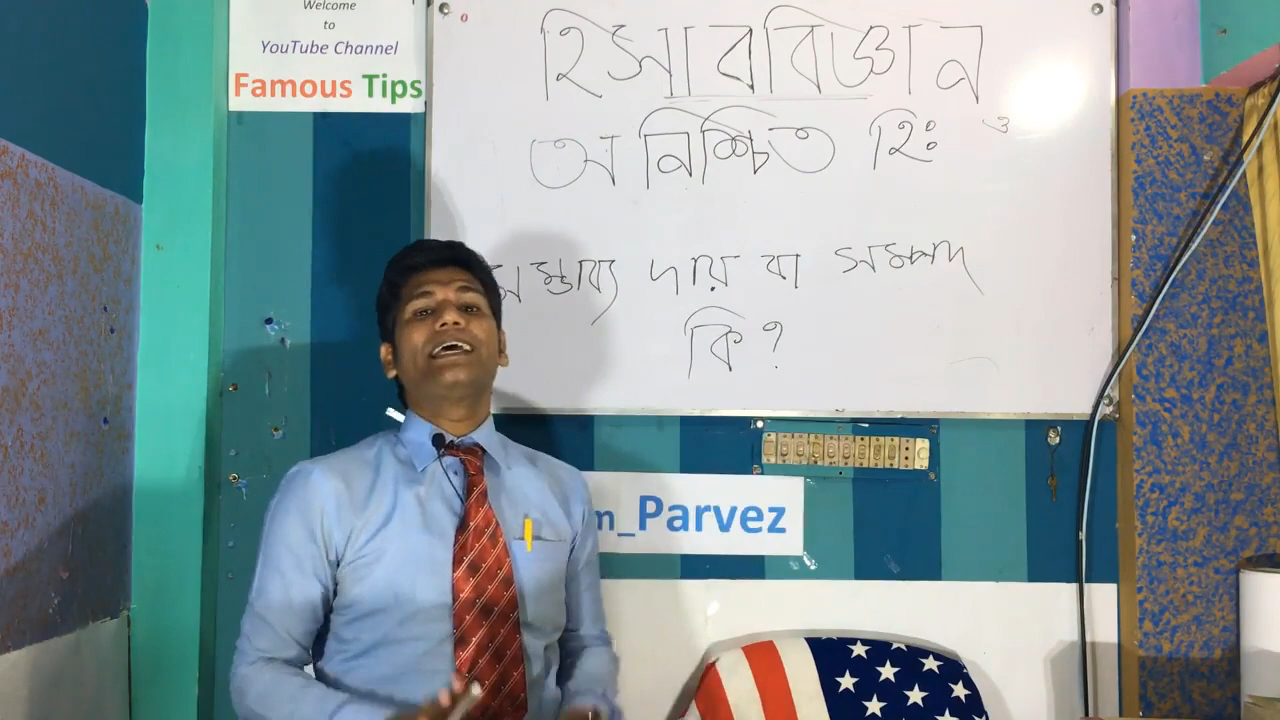 Welcome
to
YouTube Channel
Famous Tips
হিসাববিজ্ঞান
অনিশ্চিত হিঃ ও
সম্ভাব্য দায় বা সম্পদ
কি?
m_Parvez